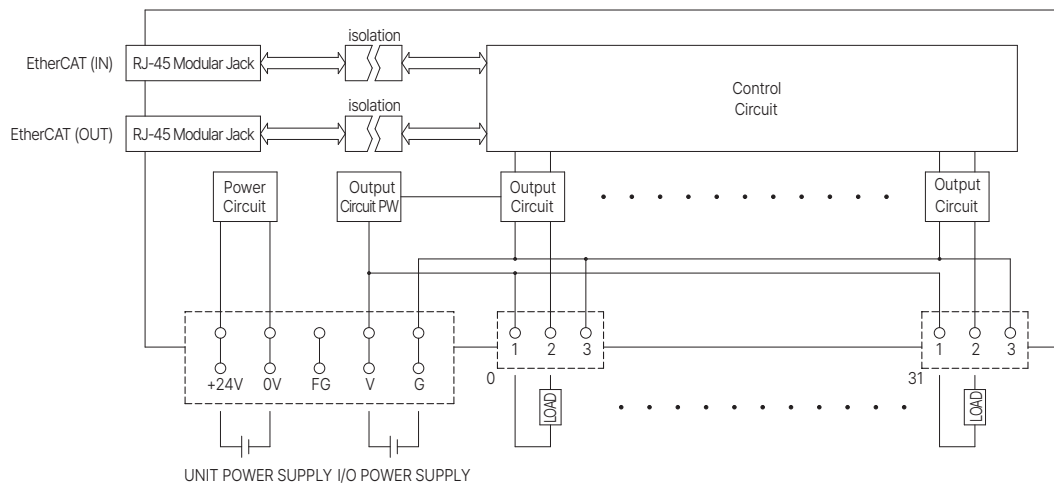 isolation
EtherCAT (IN)
RJ-45 Modular Jack
Control
Circuit
isolation
EtherCAT (OUT)
RJ-45 Modular Jack
Power
Circuit
Output
Circuit PW
Output
Circuit
Output
Circuit
1 2 3
1 2 3
+24V 0V FG V G
0
31
LOAD
LOAD
UNIT POWER SUPPLY
I/O POWER SUPPLY